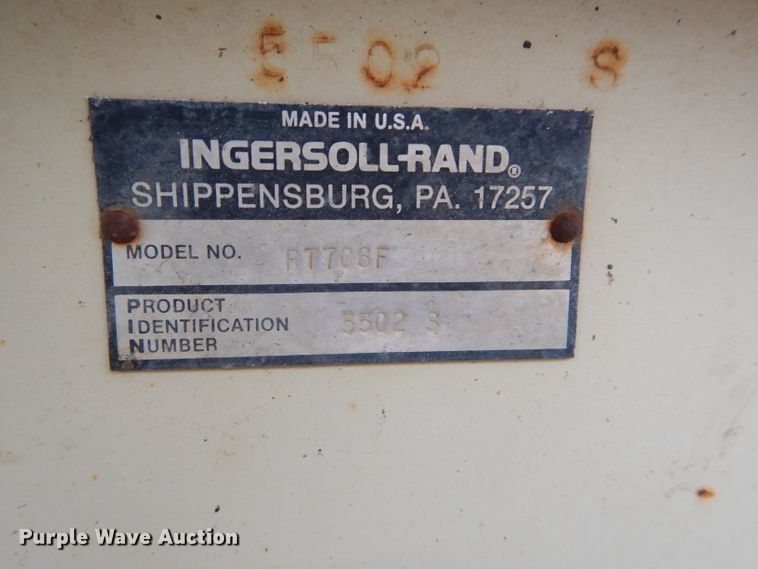 5502 S
MADE IN U.S.A.
INGERSOLL-RAND®
SHIPPENSBURG, PA. 17257
MODEL NO. RT706F
PRODUCT
IDENTIFICATION 5502 S
NUMBER
Purple Wave Auction